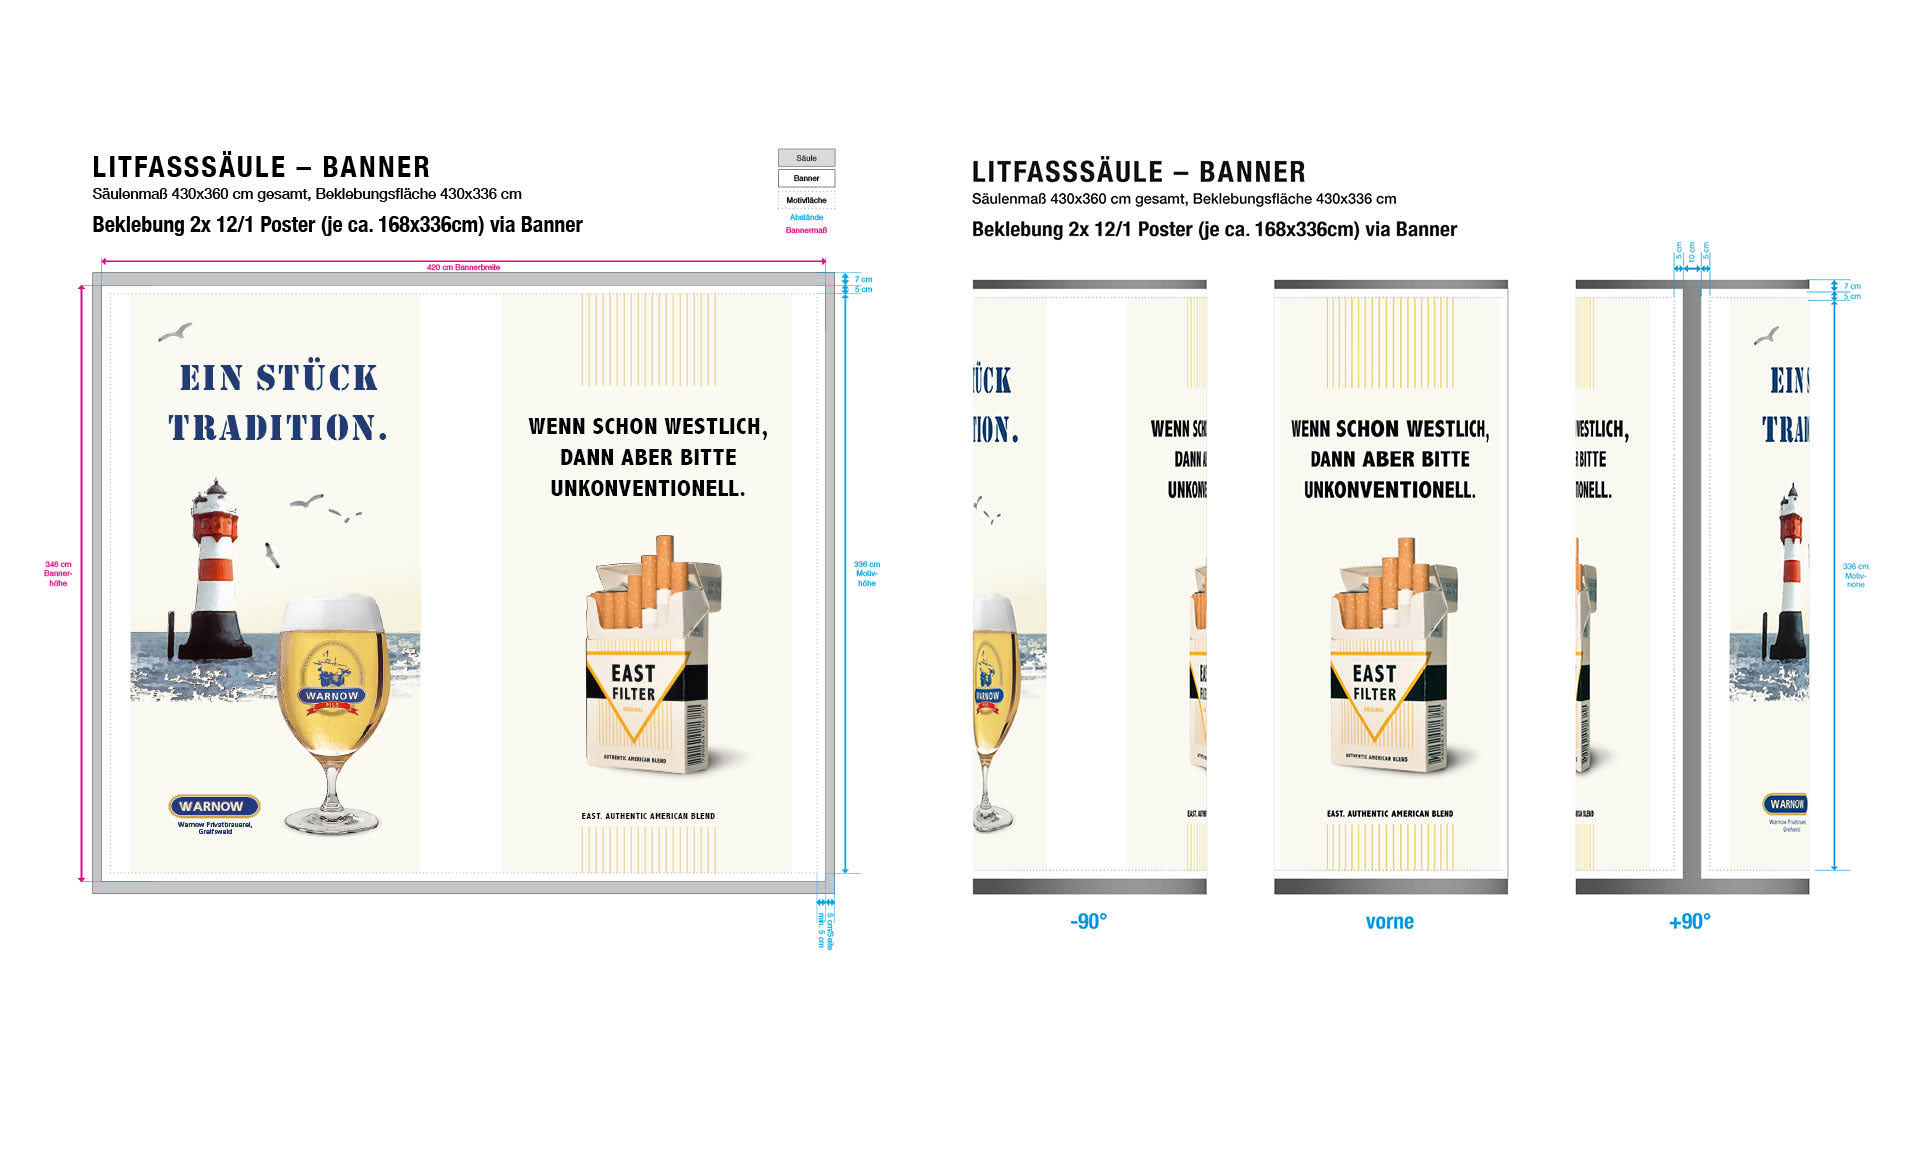 LITFASSSÄULE – BANNER
Säulenmaß 430x360 cm gesamt, Beklebungsfläche 430x336 cm
Beklebung 2x 12/1 Poster (je ca. 168x336cm) via Banner
Säule
Banner
Motivfläche
Abstände
Bannermaß
420 cm Bannerbreite
7 cm
5 cm
346 cm
Banner-
höhe
336 cm
Motiv-
höhe
5 cm/Seite
min. 5 cm
EIN STÜCK
TRADITION.
WARNOW
PILS
WARNOW
Warnow Privatbrauerei,
Greifswald
WENN SCHON WESTLICH,
DANN ABER BITTE
UNKONVENTIONELL.
EAST
FILTER
ORIGINAL
AUTHENTIC AMERICAN BLEND
EAST. AUTHENTIC AMERICAN BLEND
LITFASSSÄULE – BANNER
Säulenmaß 430x360 cm gesamt, Beklebungsfläche 430x336 cm
Beklebung 2x 12/1 Poster (je ca. 168x336cm) via Banner
5 cm
10 cm
5 cm
7 cm
5 cm
336 cm
Motiv-
höhe
ÜCK
ION.
WARNOW
WENN SCH
DANN A
UNKONV
EAS
-90°
WENN SCHON WESTLICH,
DANN ABER BITTE
UNKONVENTIONELL.
EAST
FILTER
ORIGINAL
AUTHENTIC AMERICAN BLEND
EAST. AUTHENTIC AMERICAN BLEND
vorne
WESTLICH,
BITTE
IONELL.
EIN S
TRAD
WARNOW
+90°